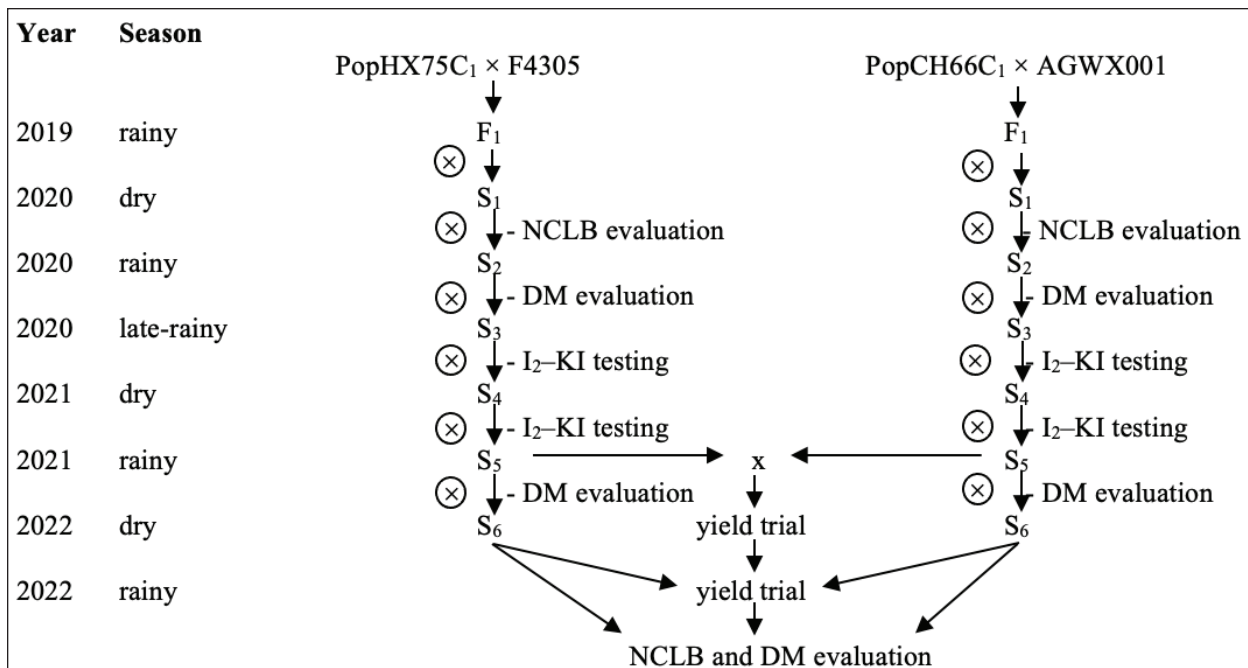 Year Season
PopHX75C₁ × F4305 PopCH66C₁ × AGWX001
2019 rainy F₁ F₁
2020 dry S₁ S₁
- NCLB evaluation - NCLB evaluation
2020 rainy S₂ S₂
- DM evaluation - DM evaluation
2020 late-rainy S₃ S₃
- I₂–KI testing - I₂–KI testing
2021 dry S₄ S₄
- I₂–KI testing - I₂–KI testing
2021 rainy S₅ x S₅
- DM evaluation - DM evaluation
2022 dry S₆ yield trial S₆
2022 rainy yield trial
NCLB and DM evaluation